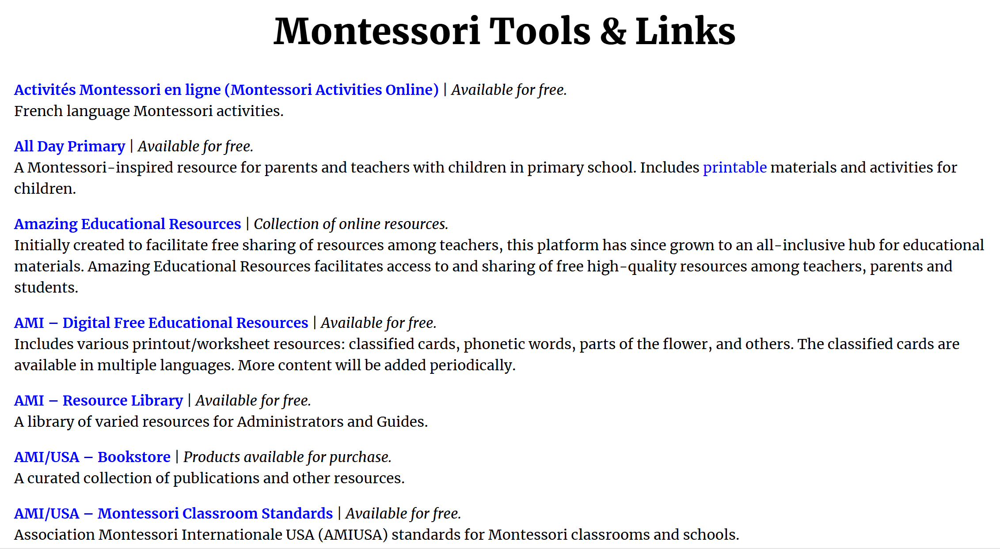 Montessori Tools & Links
Activités Montessori en ligne (Montessori Activities Online) | Available for free.
French language Montessori activities.
All Day Primary | Available for free.
A Montessori-inspired resource for parents and teachers with children in primary school. Includes printable materials and activities for
children.
Amazing Educational Resources | Collection of online resources.
Initially created to facilitate free sharing of resources among teachers, this platform has since grown to an all-inclusive hub for educational
materials. Amazing Educational Resources facilitates access to and sharing of free high-quality resources among teachers, parents and
students.
AMI – Digital Free Educational Resources | Available for free.
Includes various printout/worksheet resources: classified cards, phonetic words, parts of the flower, and others. The classified cards are
available in multiple languages. More content will be added periodically.
AMI – Resource Library | Available for free.
A library of varied resources for Administrators and Guides.
AMI/USA – Bookstore | Products available for purchase.
A curated collection of publications and other resources.
AMI/USA – Montessori Classroom Standards | Available for free.
Association Montessori Internationale USA (AMIUSA) standards for Montessori classrooms and schools.